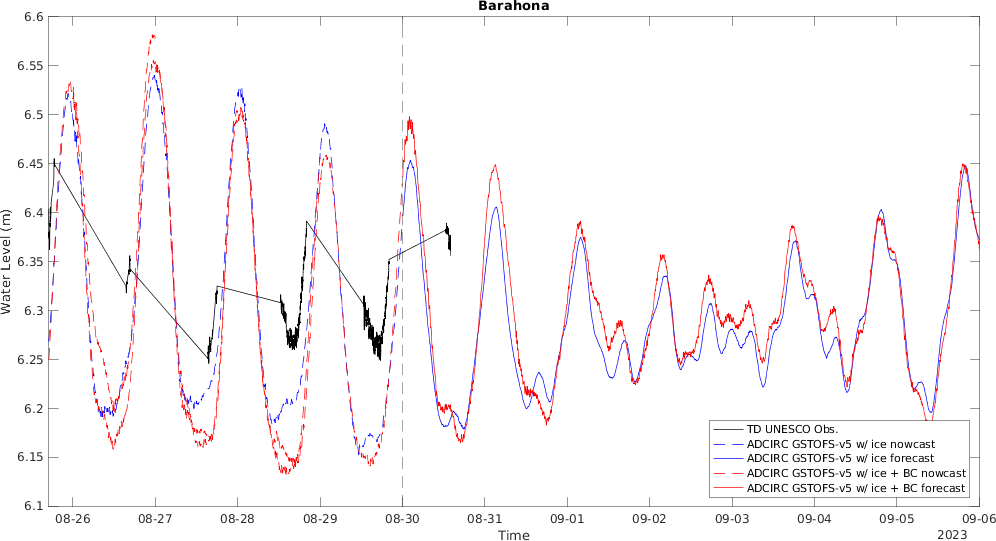 Barahona
6.6
6.55
6.5
6.45
6.4
6.35
6.3
6.25
6.2
6.15
6.1
Water Level (m)
TD UNESCO Obs.
ADCIRC GSTOFS-v5 w/ ice nowcast
ADCIRC GSTOFS-v5 w/ ice forecast
ADCIRC GSTOFS-v5 w/ ice + BC nowcast
ADCIRC GSTOFS-v5 w/ ice + BC forecast
08-26 08-27 08-28 08-29 08-30 08-31 09-01 09-02 09-03 09-04 09-05 09-06
Time
2023